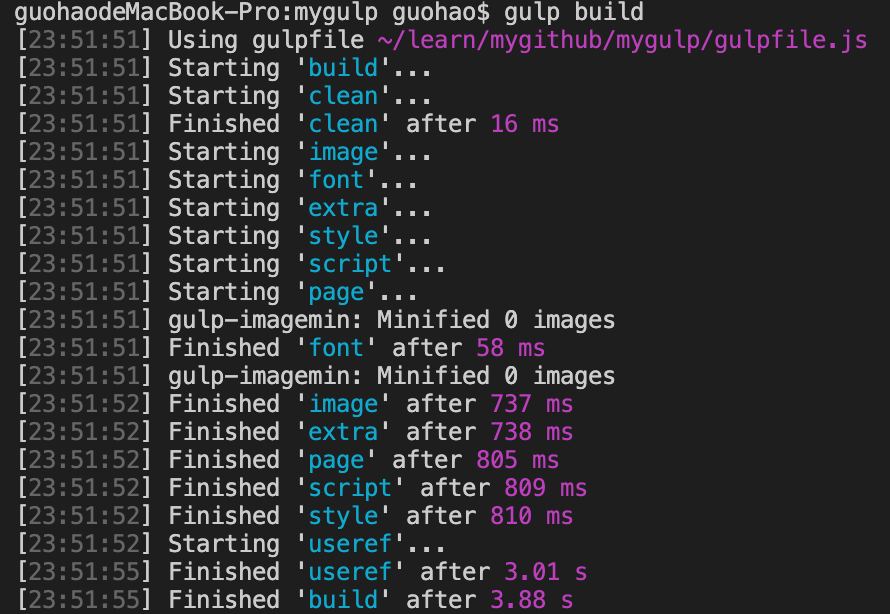 guohaodeMacBook-Pro:mygulp guohao$ gulp build
[23:51:51] Using gulpfile ~/learn/mygithub/mygulp/gulpfile.js
[23:51:51] Starting 'build'...
[23:51:51] Starting 'clean'...
[23:51:51] Finished 'clean' after 16 ms
[23:51:51] Starting 'image'...
[23:51:51] Starting 'font'...
[23:51:51] Starting 'extra'...
[23:51:51] Starting 'style'...
[23:51:51] Starting 'script'...
[23:51:51] Starting 'page'...
[23:51:51] gulp-imagemin: Minified 0 images
[23:51:51] Finished 'font' after 58 ms
[23:51:51] gulp-imagemin: Minified 0 images
[23:51:52] Finished 'image' after 737 ms
[23:51:52] Finished 'extra' after 738 ms
[23:51:52] Finished 'page' after 805 ms
[23:51:52] Finished 'script' after 809 ms
[23:51:52] Finished 'style' after 810 ms
[23:51:52] Starting 'useref'...
[23:51:55] Finished 'useref' after 3.01 s
[23:51:55] Finished 'build' after 3.88 s